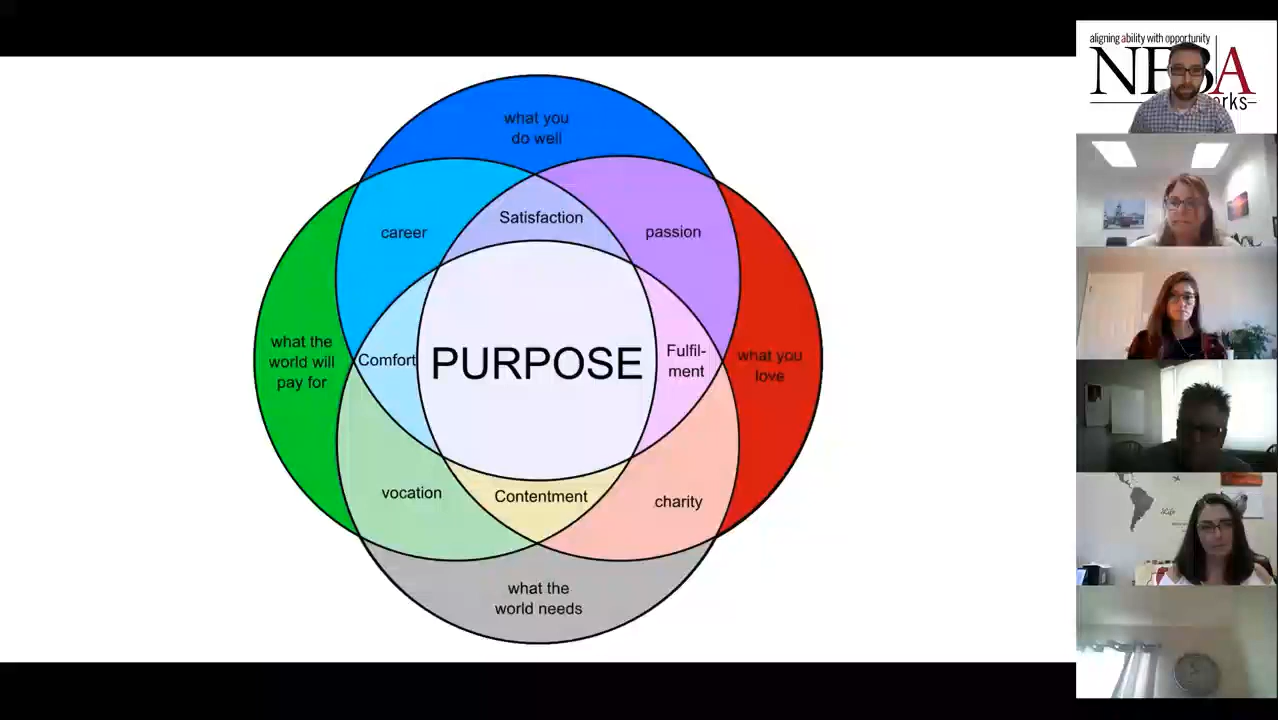 what you
do well
Satisfaction
career
passion
what the
world will
pay for
Comfort
PURPOSE
Fulfil-
ment
what you
love
vocation
Contentment
charity
what the
world needs
aligning ability with opportunity